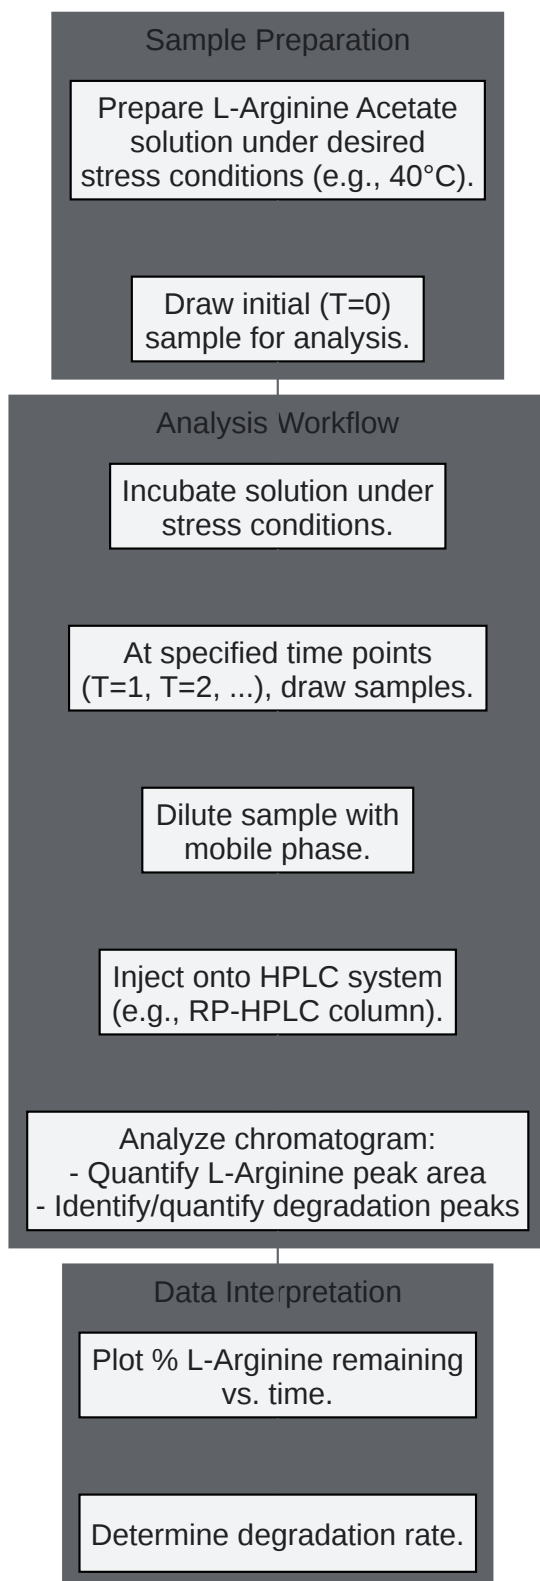 Sample Preparation
Prepare L-Arginine Acetate
solution under desired
stress conditions (e.g., 40°C).
Draw initial (T=0)
sample for analysis.
Analysis Workflow
Incubate solution under
stress conditions.
At specified time points
(T=1, T=2, ...), draw samples.
Dilute sample with
mobile phase.
Inject onto HPLC system
(e.g., RP-HPLC column).
Analyze chromatogram:
- Quantify L-Arginine peak area
- Identify/quantify degradation peaks
Data Interpretation
Plot % L-Arginine remaining
vs. time.
Determine degradation rate.